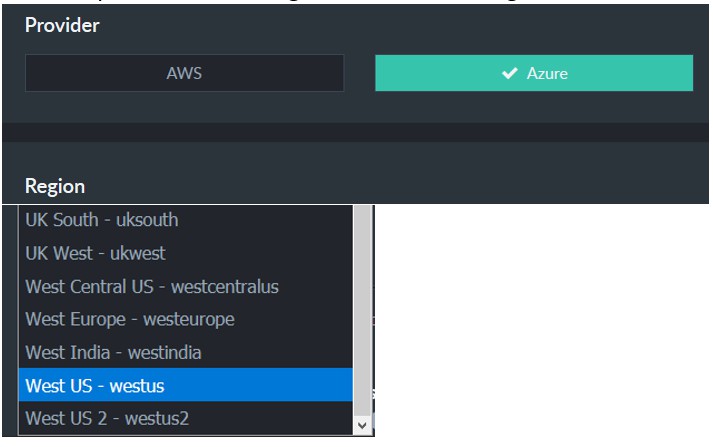 Provider
AWS
✔ Azure
Region
UK South - uksouth
UK West - ukwest
West Central US - westcentralus
West Europe - westeurope
West India - westindia
West US - westus
West US 2 - westus2